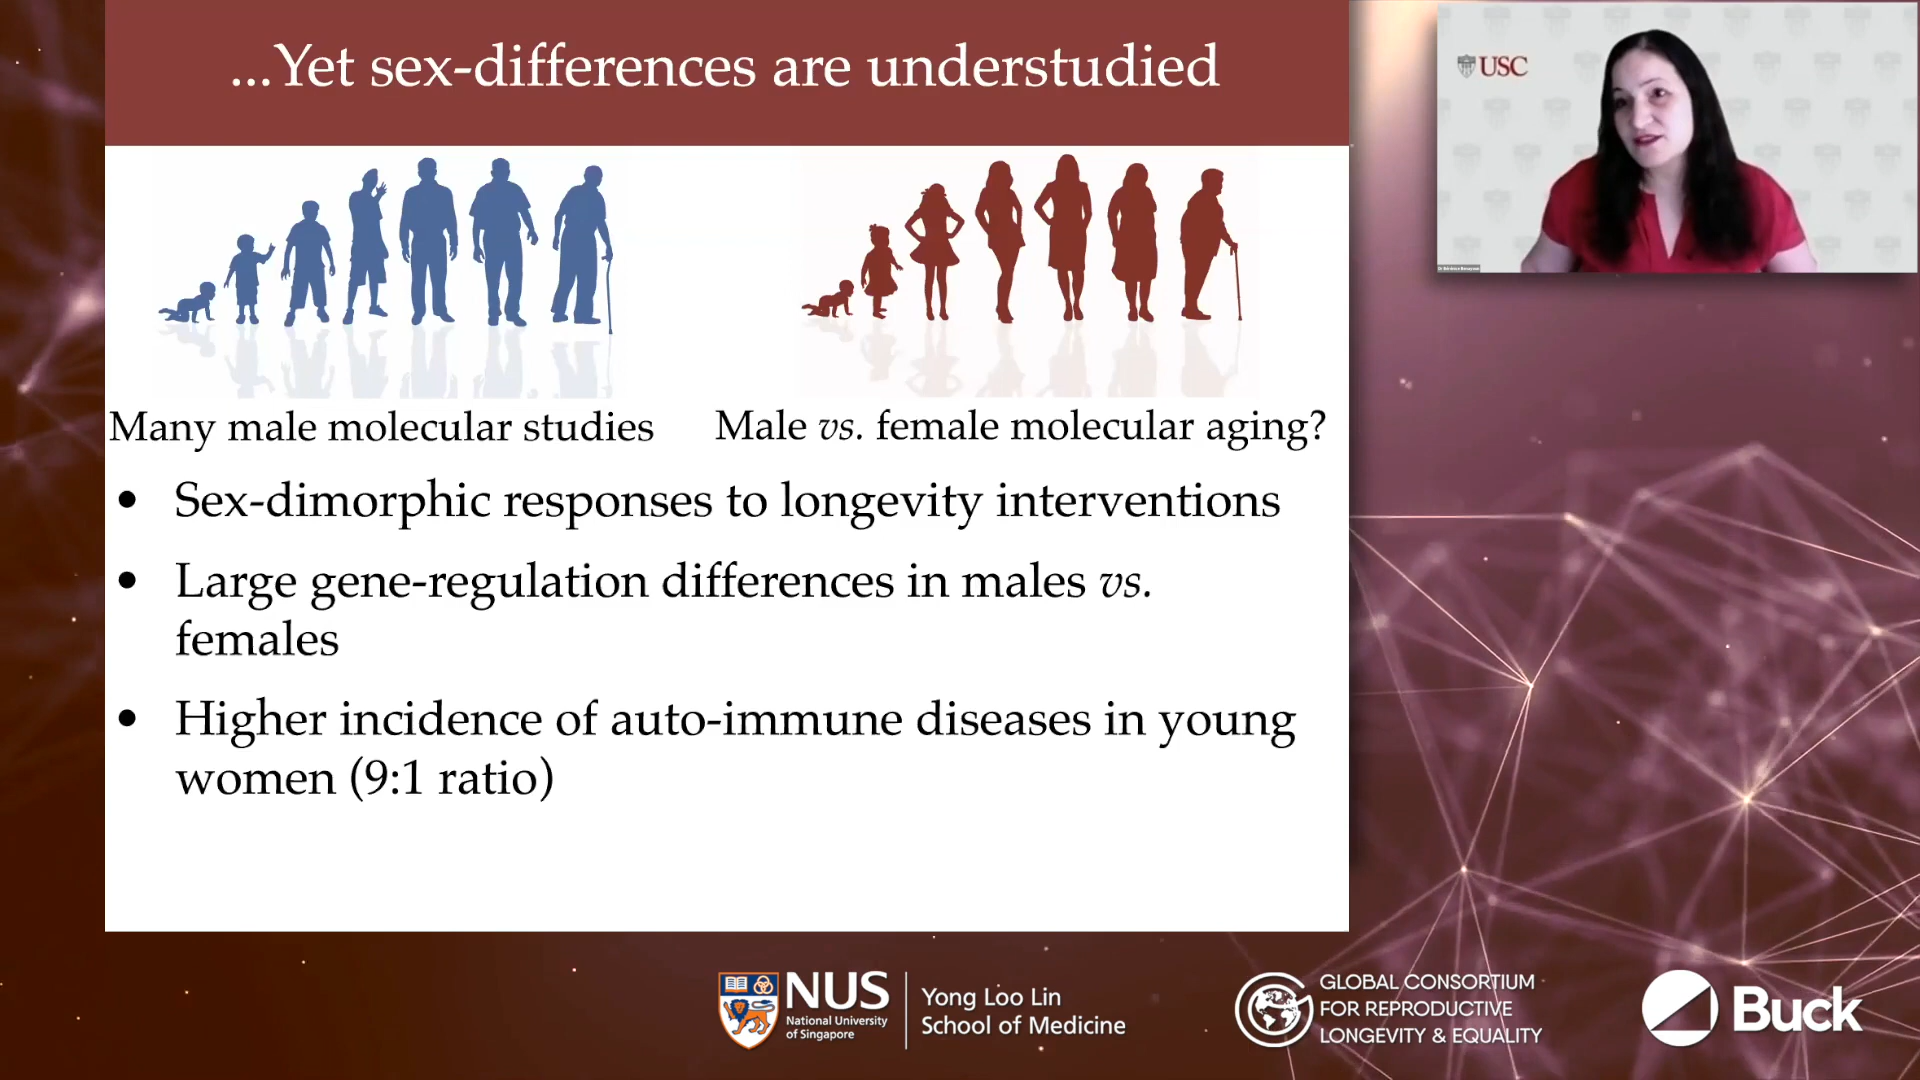 ...Yet sex-differences are understudied
USC
Many male molecular studies
Male vs. female molecular aging?
• Sex-dimorphic responses to longevity interventions
• Large gene-regulation differences in males vs.
females
• Higher incidence of auto-immune diseases in young
women (9:1 ratio)
NUS
National University
of Singapore
Yong Loo Lin
School of Medicine
GLOBAL CONSORTIUM
FOR REPRODUCTIVE
LONGEVITY & EQUALITY
Buck